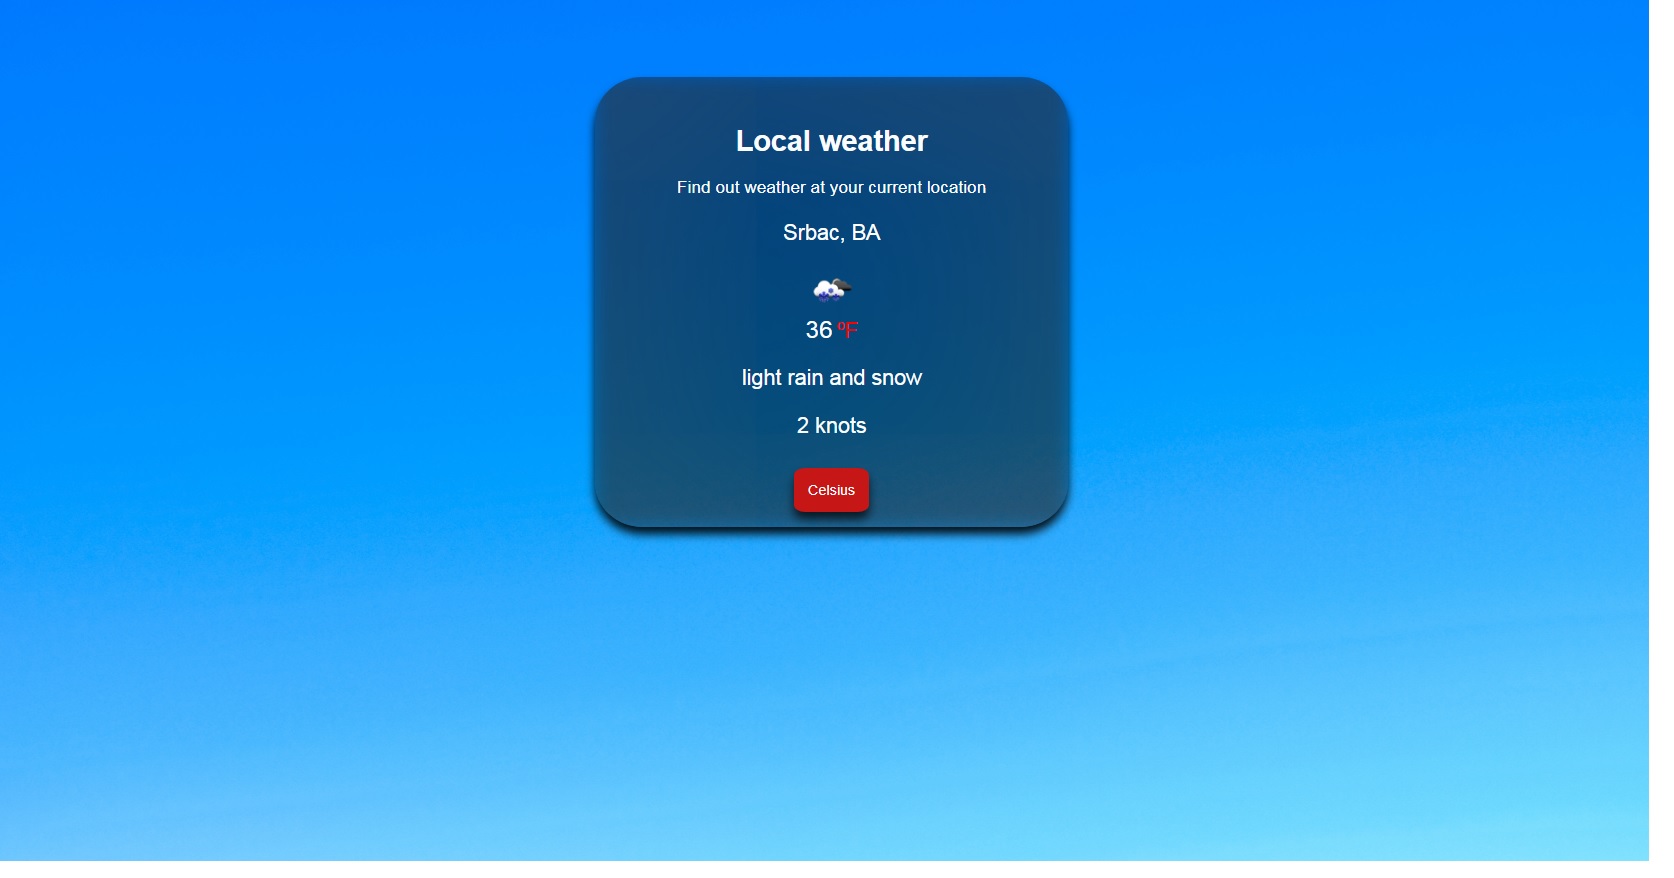 Local weather
Find out weather at your current location
Srbac, BA
36 ºF
light rain and snow
2 knots
Celsius